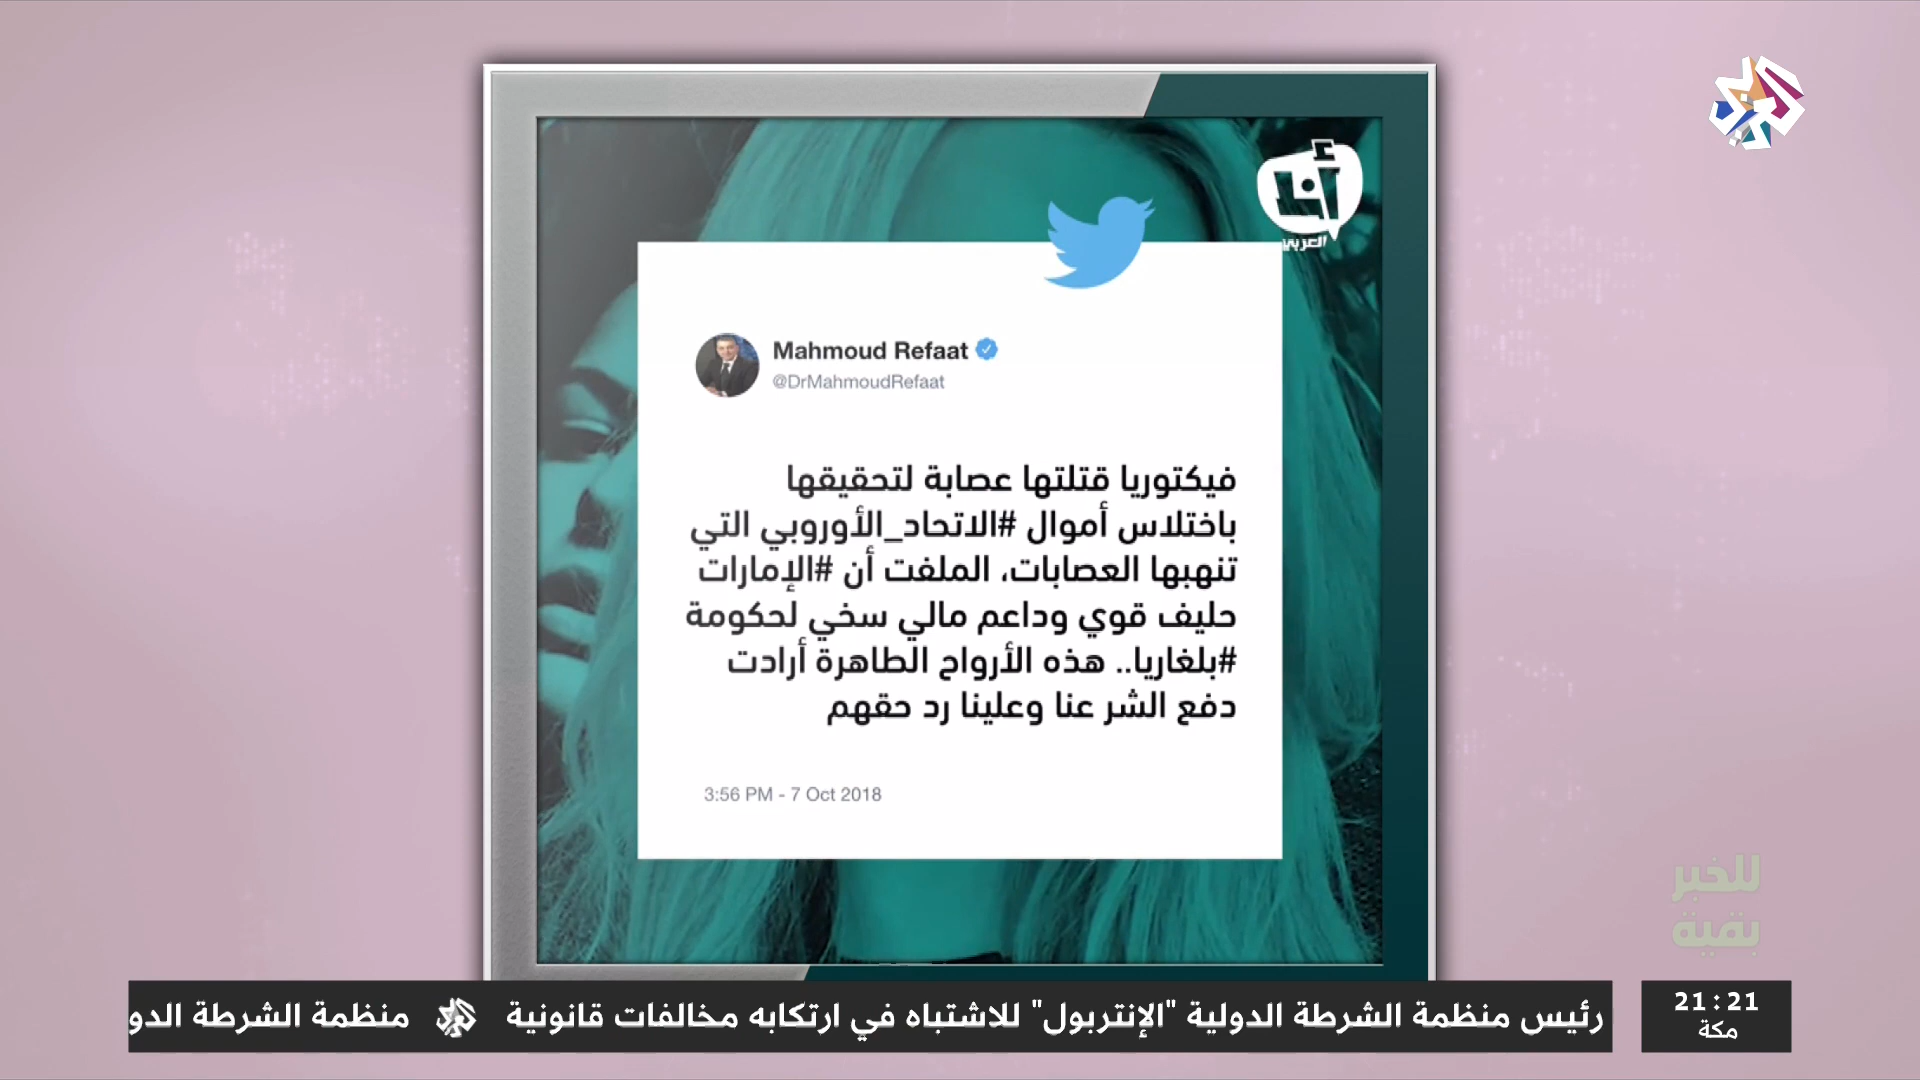 العربي
Mahmoud Refaat
@DrMahmoudRefaat
فيكتوريا قتلتها عصابة لتحقيقها
باختلاس أموال #الاتحاد_الأوروبي التي
تنهبها العصابات، الملفت أن #الإمارات
حليف قوي وداعم مالي سخي لحكومة
#بلغاريا.. هذه الأرواح الطاهرة أرادت
دفع الشر عنا وعلينا رد حقهم
3:56 PM - 7 Oct 2018
للخبر
بقية
رئيس منظمة الشرطة الدولية "الإنتربول" للاشتباه في ارتكابه مخالفات قانونية منظمة الشرطة الدو
21:21
مكة